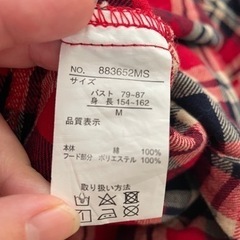 NO. 883652MS
サイズ
バスト 79-87
身長 154-162
M
品質表示
本体 綿 100%
フード部分 ポリエステル 100%
取り扱い方法